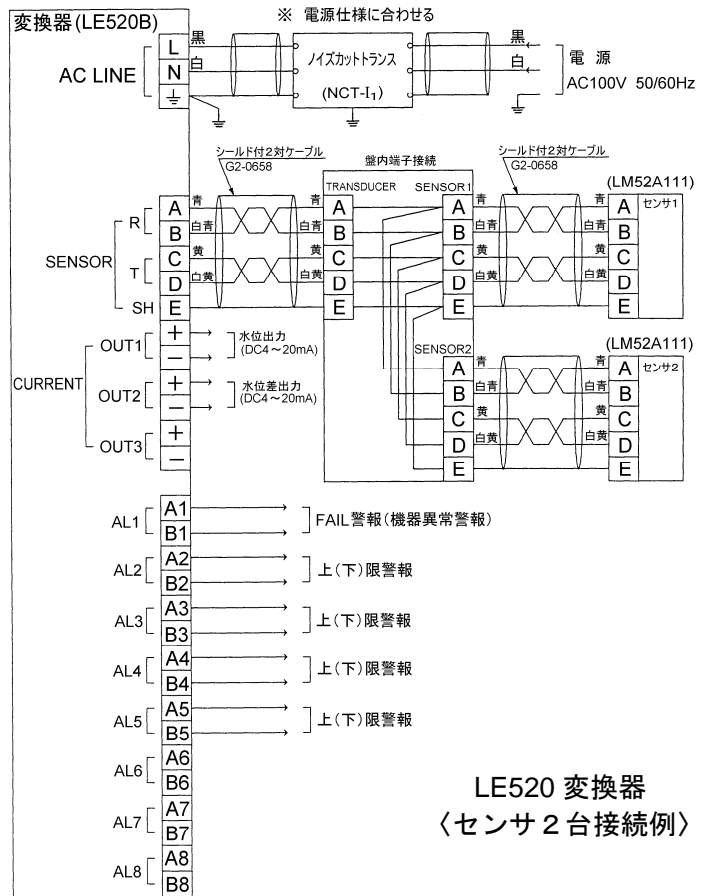 ※ 電源仕様に合わせる
変換器(LE520B)
AC LINE
L
N
黒
白
ノイズカットトランス
(NCT-I₁)
黒
白
電 源
AC100V 50/60Hz
シールド付2対ケーブル
G2-0658
盤内端子接続
シールド付2対ケーブル
G2-0658
TRANSDUCER
SENSOR1
(LM52A111)
センサ1
SENSOR
R
T
SH
A
B
C
D
E
青
白青
黄
白黄
青
白青
黄
白黄
A
B
C
D
E
A
B
C
D
E
青
白青
黄
白黄
青
白青
黄
白黄
A
B
C
D
E
SENSOR2
(LM52A111)
センサ2
A
B
C
D
E
青
白青
黄
白黄
青
白青
黄
白黄
A
B
C
D
E
CURRENT
OUT1
+
−
水位出力
(DC4～20mA)
OUT2
+
−
水位差出力
(DC4～20mA)
OUT3
+
−
AL1
A1
B1
FAIL警報(機器異常警報)
AL2
A2
B2
上(下)限警報
AL3
A3
B3
上(下)限警報
AL4
A4
B4
上(下)限警報
AL5
A5
B5
上(下)限警報
AL6
A6
B6
AL7
A7
B7
AL8
A8
B8
LE520 変換器
〈センサ２台接続例〉